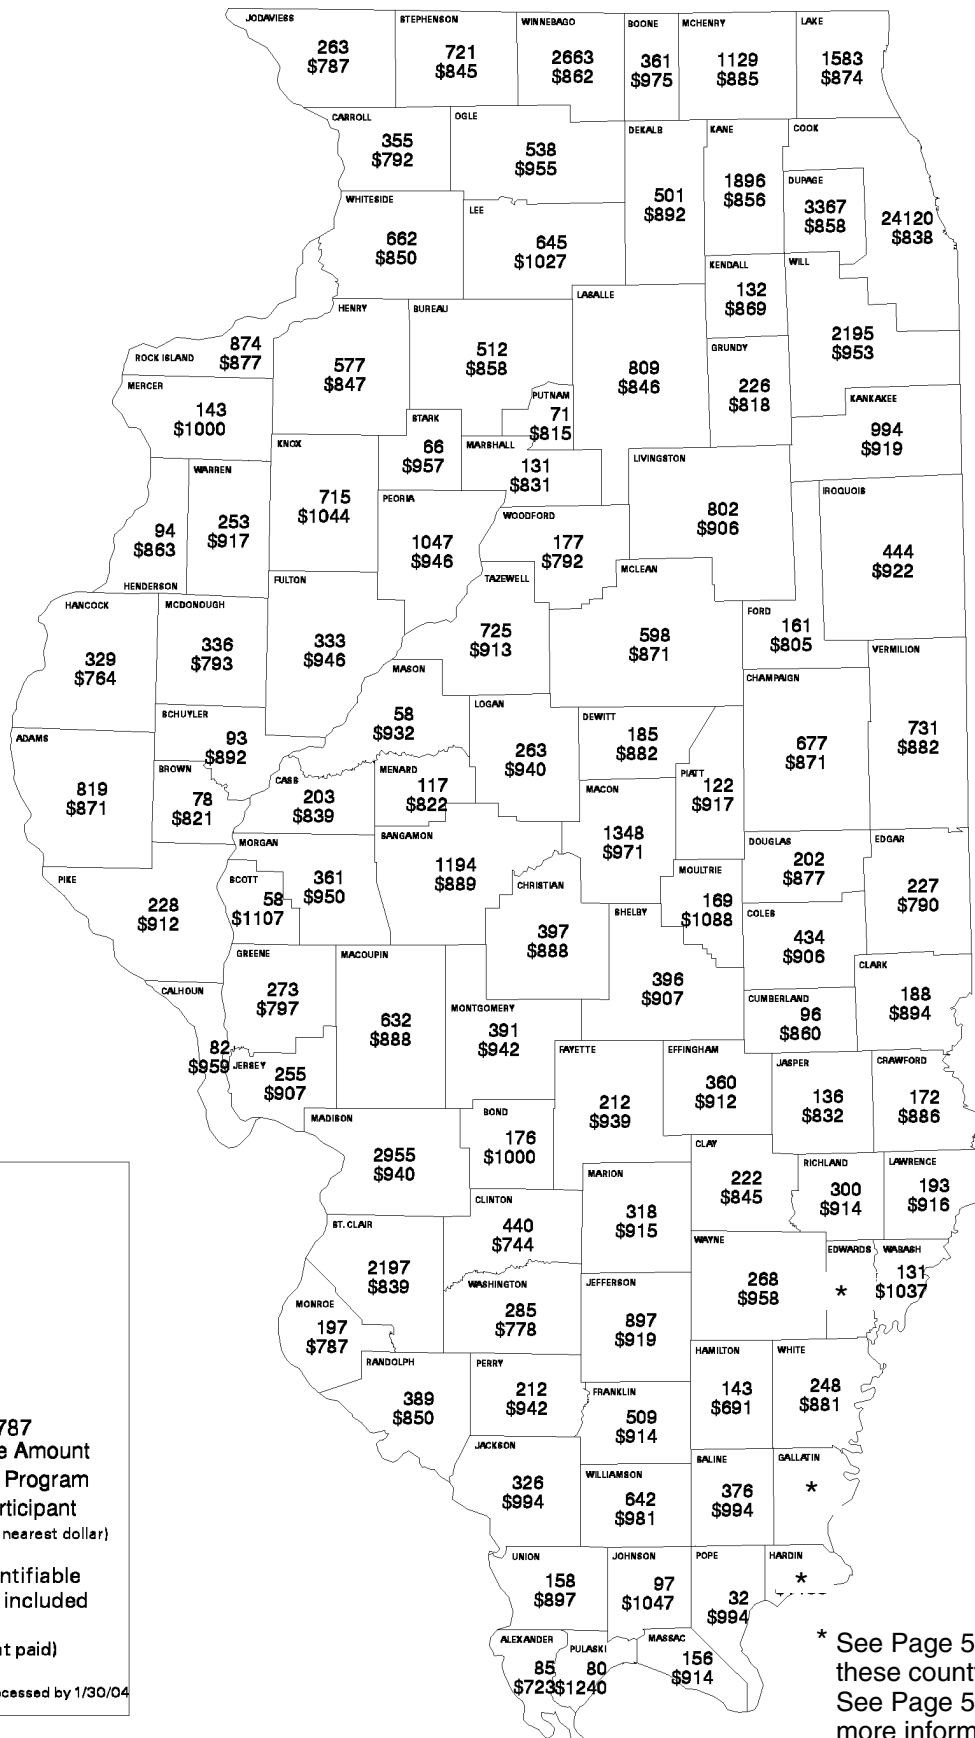 JODAVIESS
263
$787
STEPHENSON
721
$845
WINNEBAGO
2663
$862
BOONE
361
$975
MCHENRY
1129
$885
LAKE
1583
$874
CARROLL
355
$792
OGLE
538
$955
DEKALB
501
$892
KANE
1896
$856
COOK
24120
$838
DUPAGE
3367
$858
WHITESIDE
662
$850
LEE
645
$1027
KENDALL
132
$869
WILL
2195
$953
ROCK ISLAND
874
$877
HENRY
577
$847
BUREAU
512
$858
LASALLE
809
$846
GRUNDY
226
$818
MERCER
143
$1000
STARK
66
$957
PUTNAM
71
$815
KANKAKEE
994
$919
KNOX
715
$1044
MARSHALL
131
$831
LIVINGSTON
802
$906
WARREN
253
$917
94
$863
HENDERSON
PEORIA
1047
$946
WOODFORD
177
$792
IROQUOIS
444
$922
HANCOCK
329
$764
MCDONOUGH
336
$793
FULTON
333
$946
TAZEWELL
725
$913
MCLEAN
598
$871
FORD
161
$805
VERMILION
731
$882
MASON
58
$932
CHAMPAIGN
677
$871
SCHUYLER
93
$892
LOGAN
263
$940
DEWITT
185
$882
ADAMS
819
$871
BROWN
78
$821
CASS
203
$839
MENARD
117
$822
PIATT
122
$917
MACON
1348
$971
MORGAN
361
$950
SANGAMON
1194
$889
DOUGLAS
202
$877
EDGAR
227
$790
PIKE
228
$912
SCOTT
58
$1107
CHRISTIAN
397
$888
MOULTRIE
169
$1088
SHELBY
396
$907
COLES
434
$906
GREENE
273
$797
MACOUPIN
632
$888
CLARK
188
$894
CALHOUN
82
$959
MONTGOMERY
391
$942
CUMBERLAND
96
$860
JERSEY
255
$907
FAYETTE
212
$939
EFFINGHAM
360
$912
JASPER
136
$832
CRAWFORD
172
$886
MADISON
2955
$940
BOND
176
$1000
CLAY
222
$845
RICHLAND
300
$914
LAWRENCE
193
$916
MARION
318
$915
CLINTON
440
$744
ST. CLAIR
2197
$839
WAYNE
268
$958
EDWARDS
*
WABASH
131
$1037
WASHINGTON
285
$778
JEFFERSON
897
$919
MONROE
197
$787
RANDOLPH
389
$850
PERRY
212
$942
HAMILTON
143
$691
WHITE
248
$881
FRANKLIN
509
$914
JACKSON
326
$994
WILLIAMSON
642
$981
SALINE
376
$994
GALLATIN
*
UNION
158
$897
JOHNSON
97
$1047
POPE
32
$994
HARDIN
*
ALEXANDER
85
$723
PULASKI
80
$1240
MASSAC
156
$914
787
e Amount
Program
rticipant
nearest dollar)
ntifiable
included
t paid)
ocessed by 1/30/04
* See Page 5
these count
See Page 5
more inform